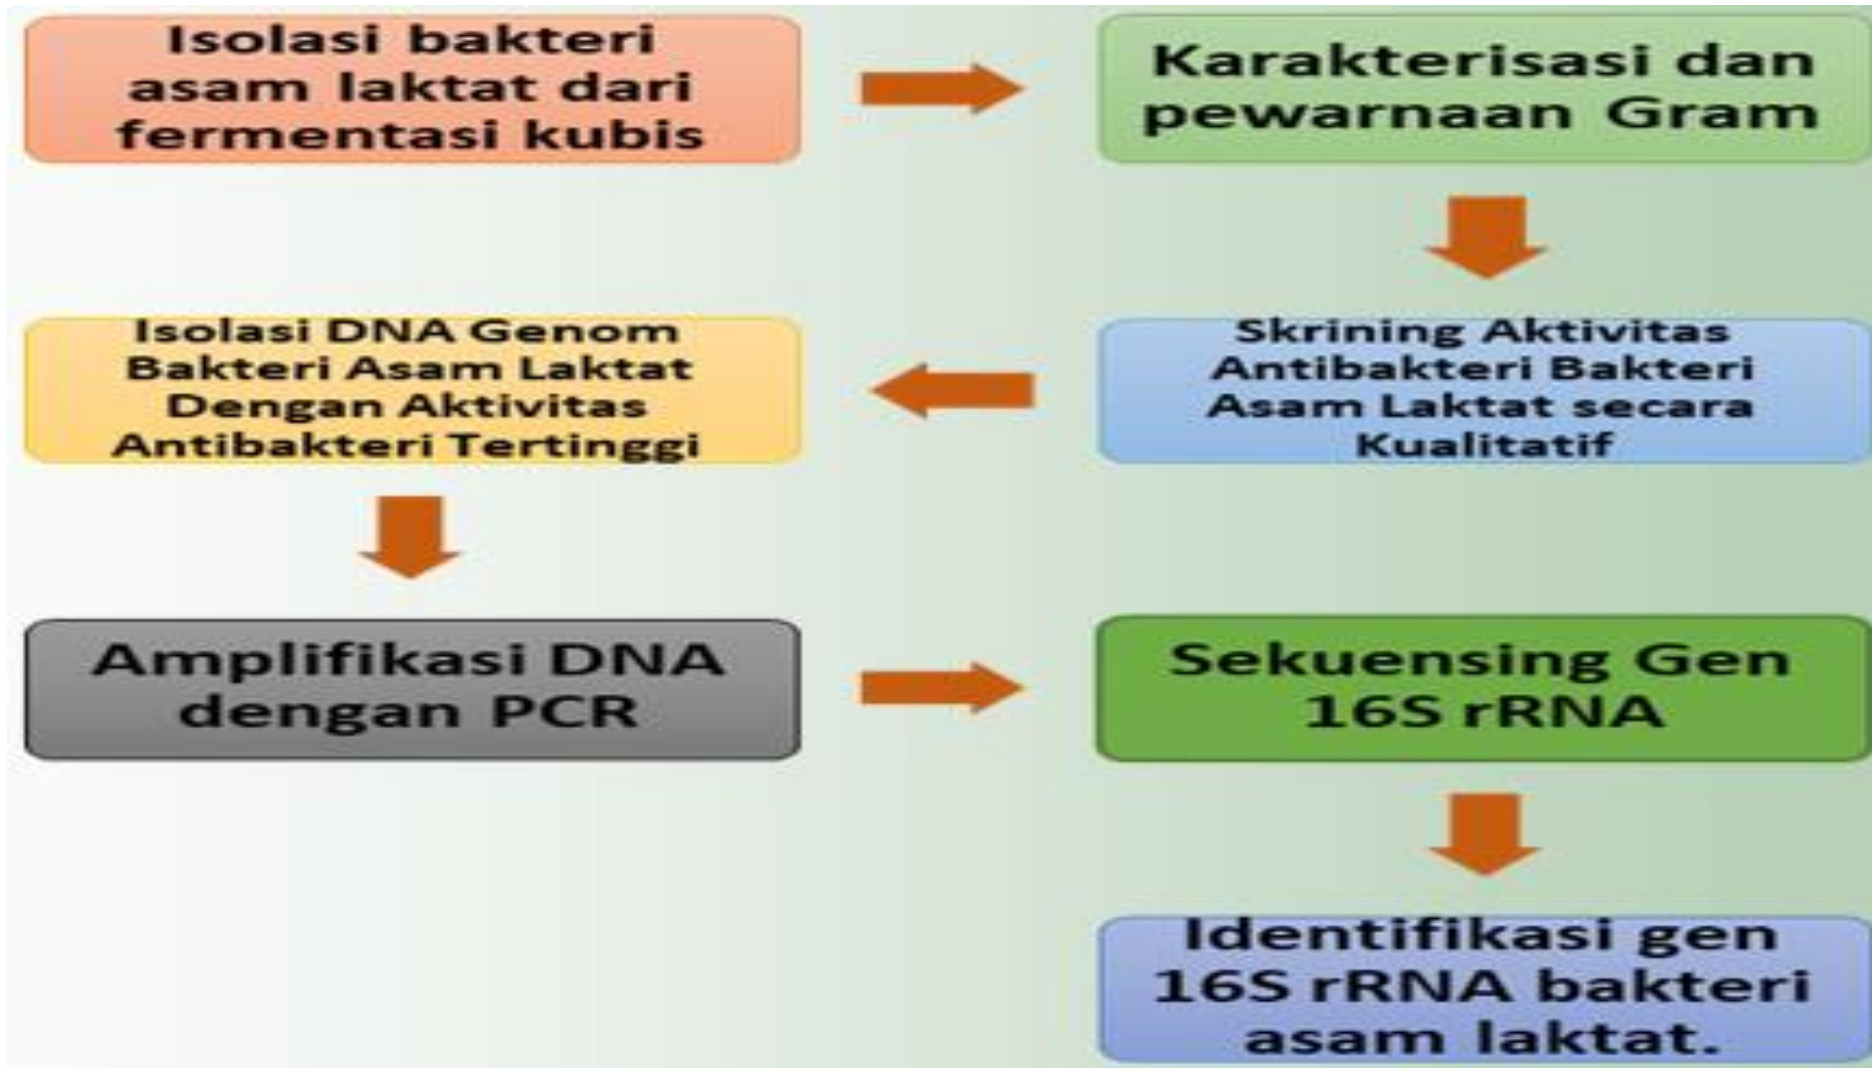 Isolasi bakteri
asam laktat dari
fermentasi kubis
Karakterisasi dan
pewarnaan Gram
Skrining Aktivitas
Antibakteri Bakteri
Asam Laktat secara
Kualitatif
Isolasi DNA Genom
Bakteri Asam Laktat
Dengan Aktivitas
Antibakteri Tertinggi
Amplifikasi DNA
dengan PCR
Sekuensing Gen
16S rRNA
Identifikasi gen
16S rRNA bakteri
asam laktat.